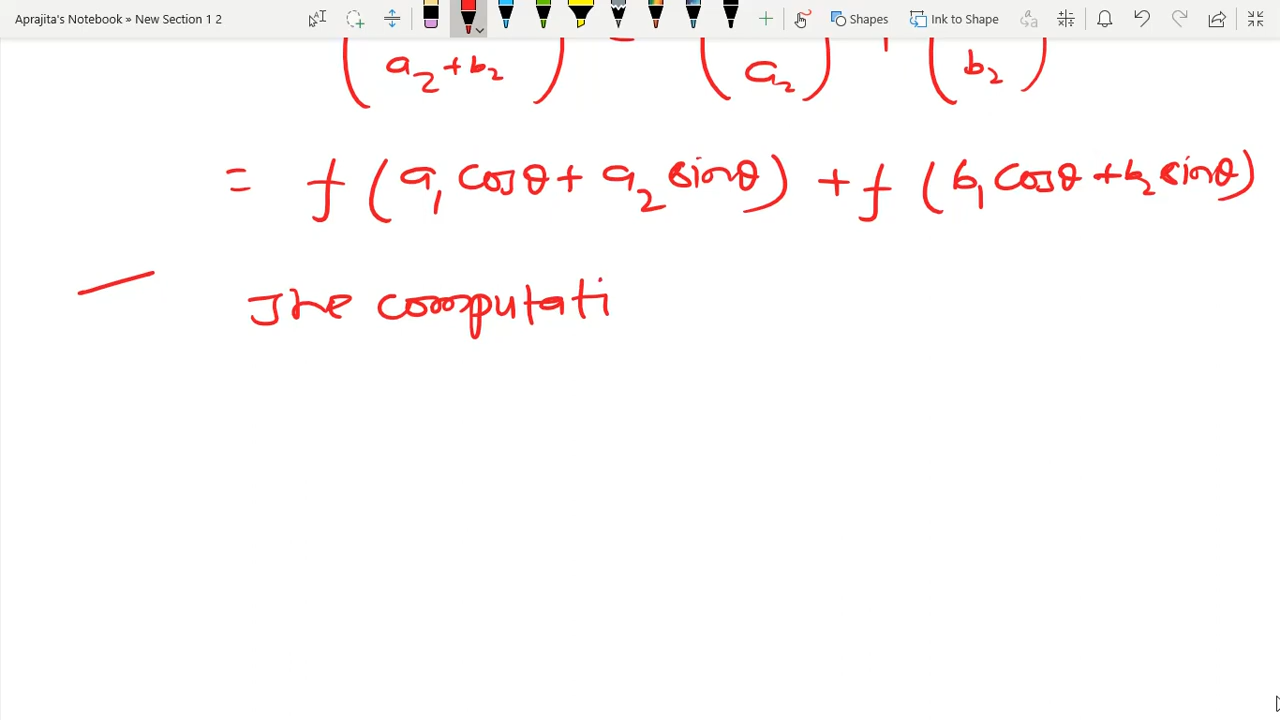 Aprajita's Notebook » New Section 1 2
Shapes
Ink to Shape
(a₂+b₂) (a₂) (b₂)
= f(a₁cosθ+a₂sinθ)+f(b₁cosθ+b₂sinθ)
The computati